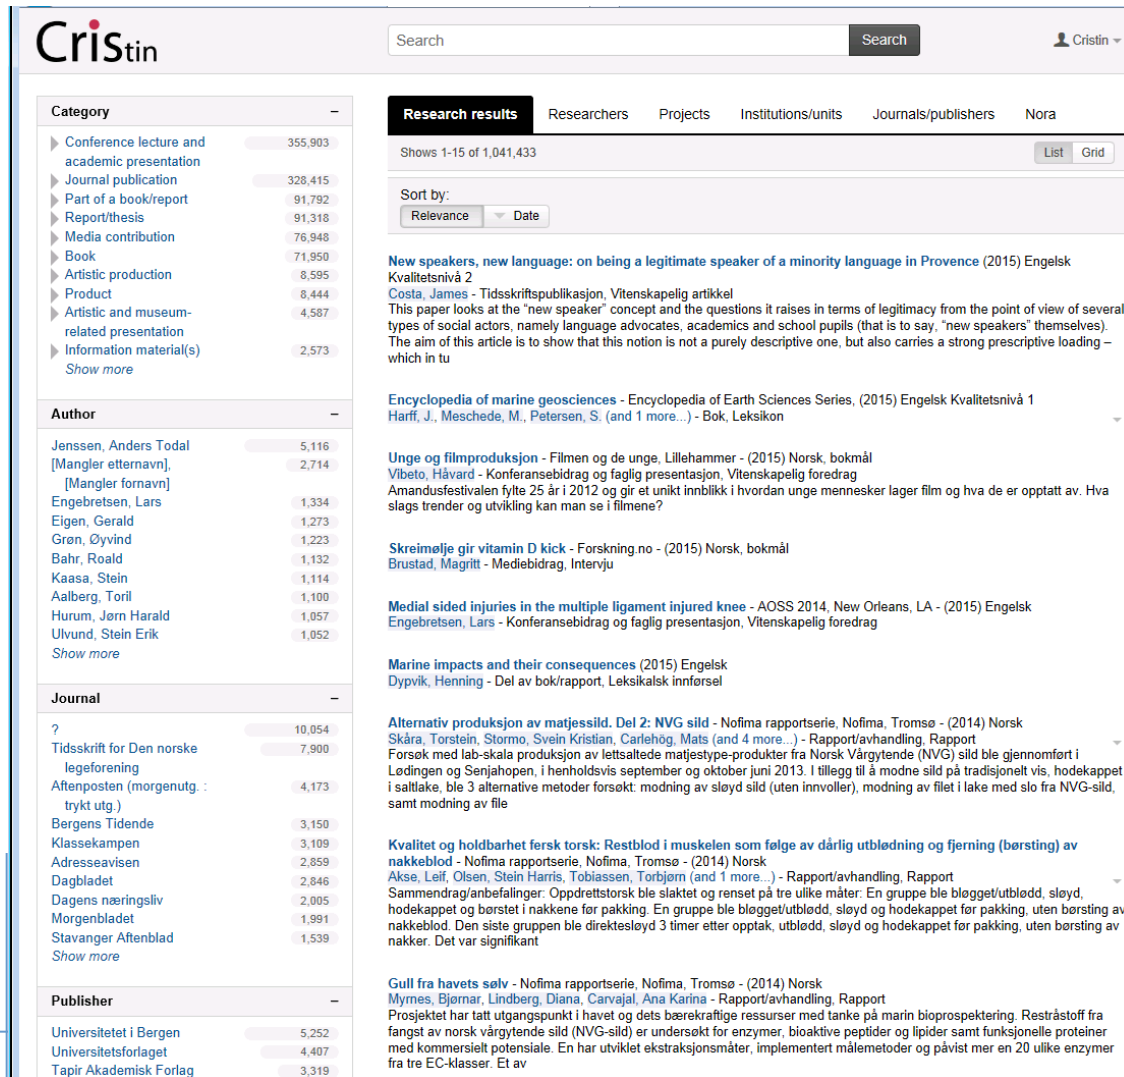 Cristin
Search
Search
Cristin
Category –
Conference lecture and 355,903
academic presentation
Journal publication 328,415
Part of a book/report 91,792
Report/thesis 91,318
Media contribution 76,948
Book 71,950
Artistic production 8,595
Product 8,444
Artistic and museum- 4,587
related presentation
Information material(s) 2,573
Show more
Author –
Jenssen, Anders Todal 5,116
[Mangler etternavn], 2,714
[Mangler fornavn]
Engebretsen, Lars 1,334
Eigen, Gerald 1,273
Grøn, Øyvind 1,223
Bahr, Roald 1,132
Kaasa, Stein 1,114
Aalberg, Toril 1,100
Hurum, Jørn Harald 1,057
Ulvund, Stein Erik 1,052
Show more
Journal –
? 10,054
Tidsskrift for Den norske 7,900
legeforening
Aftenposten (morgenutg. : 4,173
trykt utg.)
Bergens Tidende 3,150
Klassekampen 3,109
Adresseavisen 2,859
Dagbladet 2,846
Dagens næringsliv 2,005
Morgenbladet 1,991
Stavanger Aftenblad 1,539
Show more
Publisher –
Universitetet i Bergen 5,252
Universitetsforlaget 4,407
Tapir Akademisk Forlag 3,319
Research results Researchers Projects Institutions/units Journals/publishers Nora
Shows 1-15 of 1,041,433 List Grid
Sort by:
Relevance Date
New speakers, new language: on being a legitimate speaker of a minority language in Provence (2015) Engelsk
Kvalitetsnivå 2
Costa, James - Tidsskriftspublikasjon, Vitenskapelig artikkel
This paper looks at the “new speaker” concept and the questions it raises in terms of legitimacy from the point of view of several
types of social actors, namely language advocates, academics and school pupils (that is to say, “new speakers” themselves).
The aim of this article is to show that this notion is not a purely descriptive one, but also carries a strong prescriptive loading –
which in tu
Encyclopedia of marine geosciences - Encyclopedia of Earth Sciences Series, (2015) Engelsk Kvalitetsnivå 1
Harff, J., Meschede, M., Petersen, S. (and 1 more...) - Bok, Leksikon
Unge og filmproduksjon - Filmen og de unge, Lillehammer - (2015) Norsk, bokmål
Vibeto, Håvard - Konferansebidrag og faglig presentasjon, Vitenskapelig foredrag
Amandusfestivalen fylte 25 år i 2012 og gir et unikt innblikk i hvordan unge mennesker lager film og hva de er opptatt av. Hva
slags trender og utvikling kan man se i filmene?
Skreimølje gir vitamin D kick - Forskning.no - (2015) Norsk, bokmål
Brustad, Magritt - Mediebidrag, Intervju
Medial sided injuries in the multiple ligament injured knee - AOSS 2014, New Orleans, LA - (2015) Engelsk
Engebretsen, Lars - Konferansebidrag og faglig presentasjon, Vitenskapelig foredrag
Marine impacts and their consequences (2015) Engelsk
Dypvik, Henning - Del av bok/rapport, Leksikalsk innførsel
Alternativ produksjon av matjessild. Del 2: NVG sild - Nofima rapportserie, Nofima, Tromsø - (2014) Norsk
Skåra, Torstein, Stormo, Svein Kristian, Carlehög, Mats (and 4 more...) - Rapport/avhandling, Rapport
Forsøk med lab-skala produksjon av lettsaltede matjestype-produkter fra Norsk Vårgytende (NVG) sild ble gjennomført i
Lødingen og Senjahopen, i henholdsvis september og oktober juni 2013. I tillegg til å modne sild på tradisjonelt vis, hodekappet
i saltlake, ble 3 alternative metoder forsøkt: modning av sløyd sild (uten innvoller), modning av filet i lake med slo fra NVG-sild,
samt modning av file
Kvalitet og holdbarhet fersk torsk: Restblod i muskelen som følge av dårlig utblødning og fjerning (børsting) av
nakkeblod - Nofima rapportserie, Nofima, Tromsø - (2014) Norsk
Akse, Leif, Olsen, Stein Harris, Tobiassen, Torbjørn (and 1 more...) - Rapport/avhandling, Rapport
Sammendrag/anbefalinger: Oppdrettstorsk ble slaktet og renset på tre ulike måter: En gruppe ble bløgget/utblødd, sløyd,
hodekappet og børstet i nakkene før pakking. En gruppe ble bløgget/utblødd, sløyd og hodekappet før pakking, uten børsting av
nakkeblod. Den siste gruppen ble direktesløyd 3 timer etter opptak, utblødd, sløyd og hodekappet før pakking, uten børsting av
nakker. Det var signifikant
Gull fra havets sølv - Nofima rapportserie, Nofima, Tromsø - (2014) Norsk
Myrnes, Bjørnar, Lindberg, Diana, Carvajal, Ana Karina - Rapport/avhandling, Rapport
Prosjektet har tatt utgangspunkt i havet og dets bærekraftige ressurser med tanke på marin bioprospektering. Restråstoff fra
fangst av norsk vårgytende sild (NVG-sild) er undersøkt for enzymer, bioaktive peptider og lipider samt funksjonelle proteiner
med kommersielt potensiale. En har utviklet ekstraksjonsmåter, implementert målemetoder og påvist mer en 20 ulike enzymer
fra tre EC-klasser. Et av